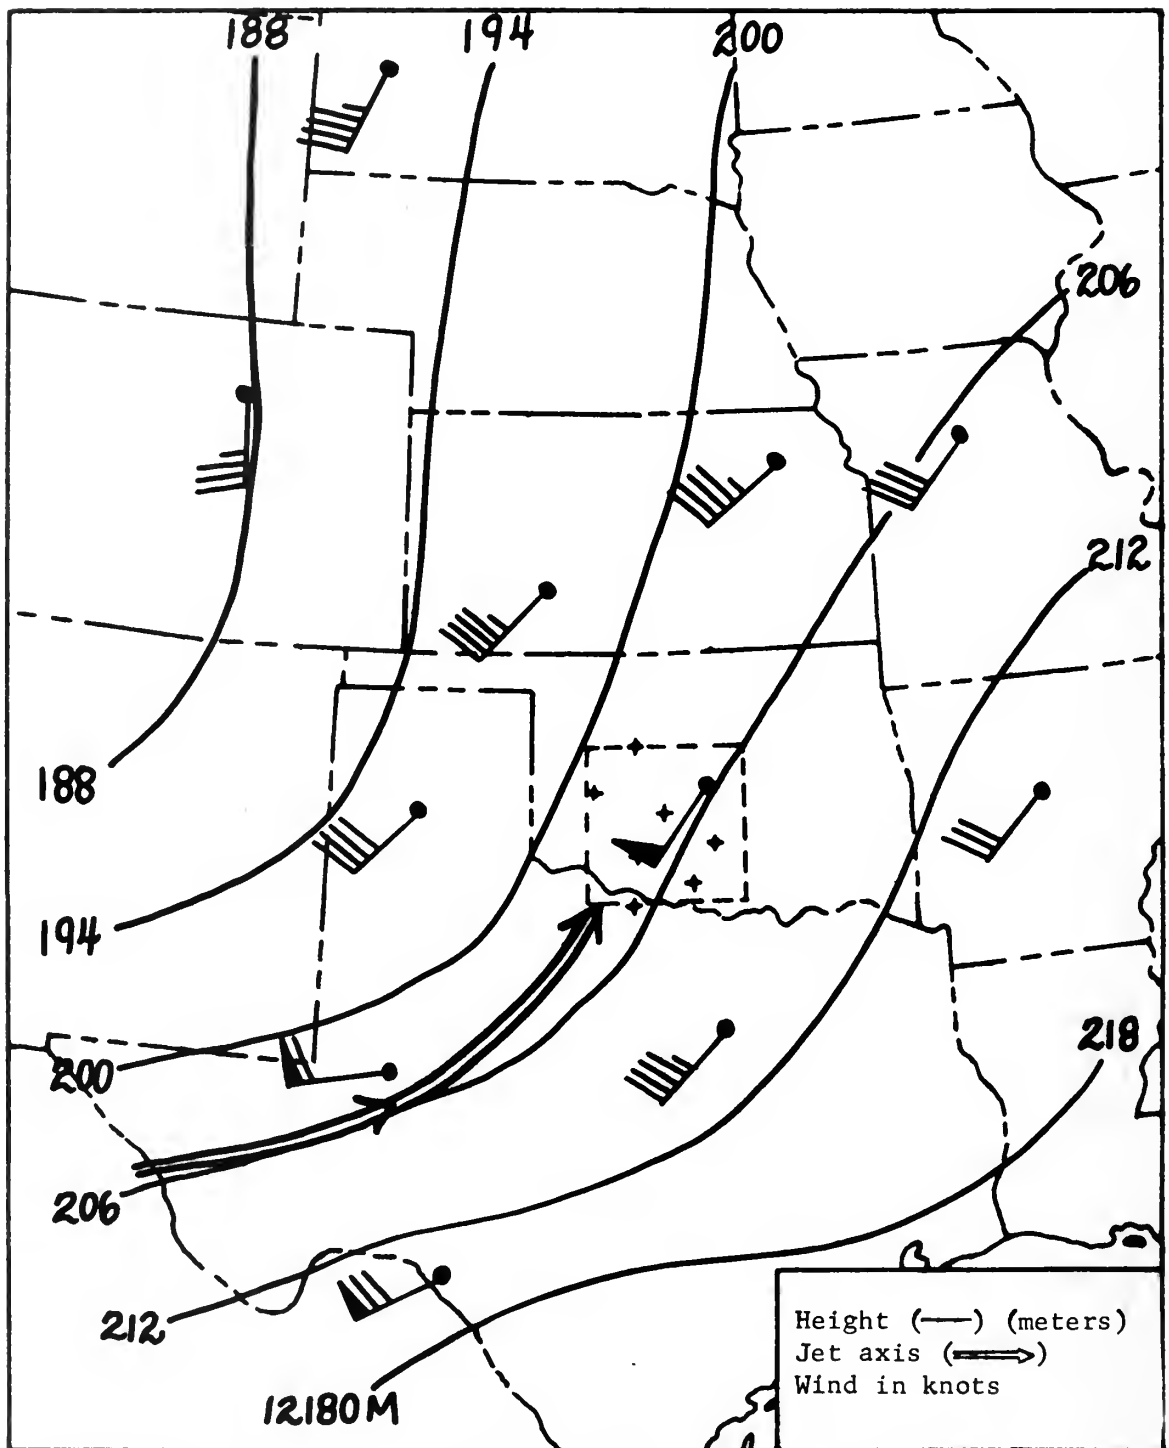 188
194
200
206
212
188
194
200
218
206
212
12180M
Height (——) (meters)
Jet axis (⟹)
Wind in knots